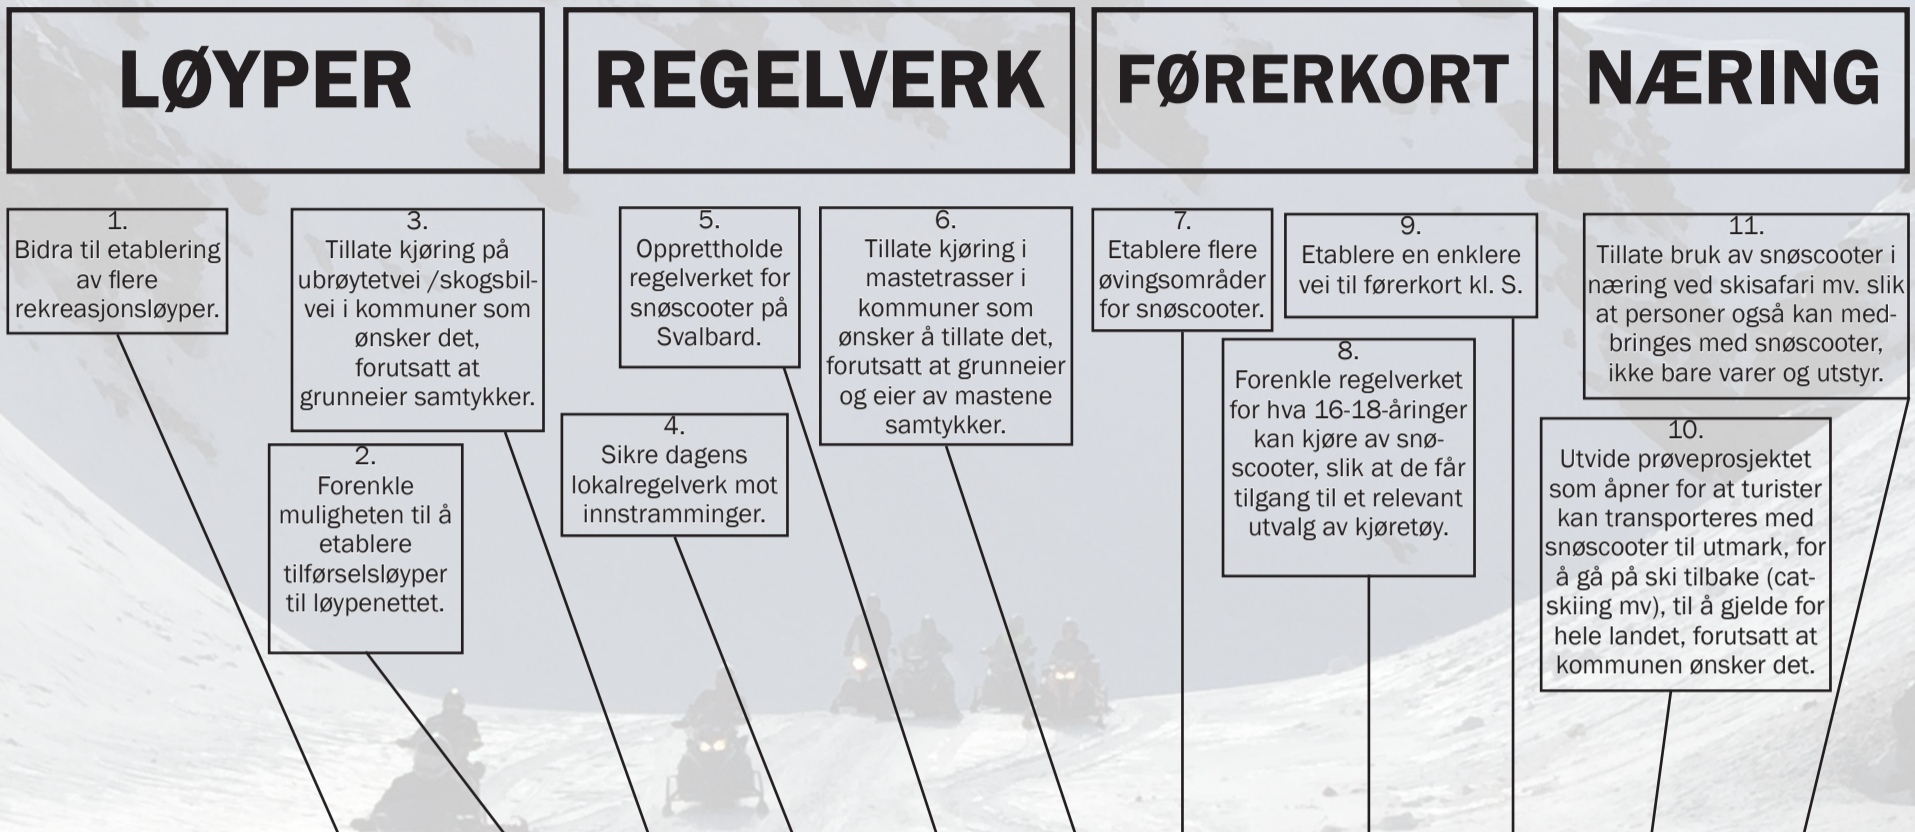 LØYPER
REGELVERK
FØRERKORT
NÆRING
1.
Bidra til etablering
av flere
rekreasjonsløyper.
3.
Tillate kjøring på
ubrøytetvei /skogsbil-
vei i kommuner som
ønsker det,
forutsatt at
grunneier samtykker.
2.
Forenkle
muligheten til å
etablere
tilførselsløyper
til løypenettet.
5.
Opprettholde
regelverket for
snøscooter på
Svalbard.
4.
Sikre dagens
lokalregelverk mot
innstramminger.
6.
Tillate kjøring i
mastetrasser i
kommuner som
ønsker å tillate det,
forutsatt at grunneier
og eier av mastene
samtykker.
7.
Etablere flere
øvingsområder
for snøscooter.
9.
Etablere en enklere
vei til førerkort kl. S.
8.
Forenkle regelverket
for hva 16-18-åringer
kan kjøre av snø-
scooter, slik at de får
tilgang til et relevant
utvalg av kjøretøy.
11.
Tillate bruk av snøscooter i
næring ved skisafari mv. slik
at personer også kan med-
bringes med snøscooter,
ikke bare varer og utstyr.
10.
Utvide prøveprosjektet
som åpner for at turister
kan transporteres med
snøscooter til utmark, for
å gå på ski tilbake (cat-
skiing mv), til å gjelde for
hele landet, forutsatt at
kommunen ønsker det.